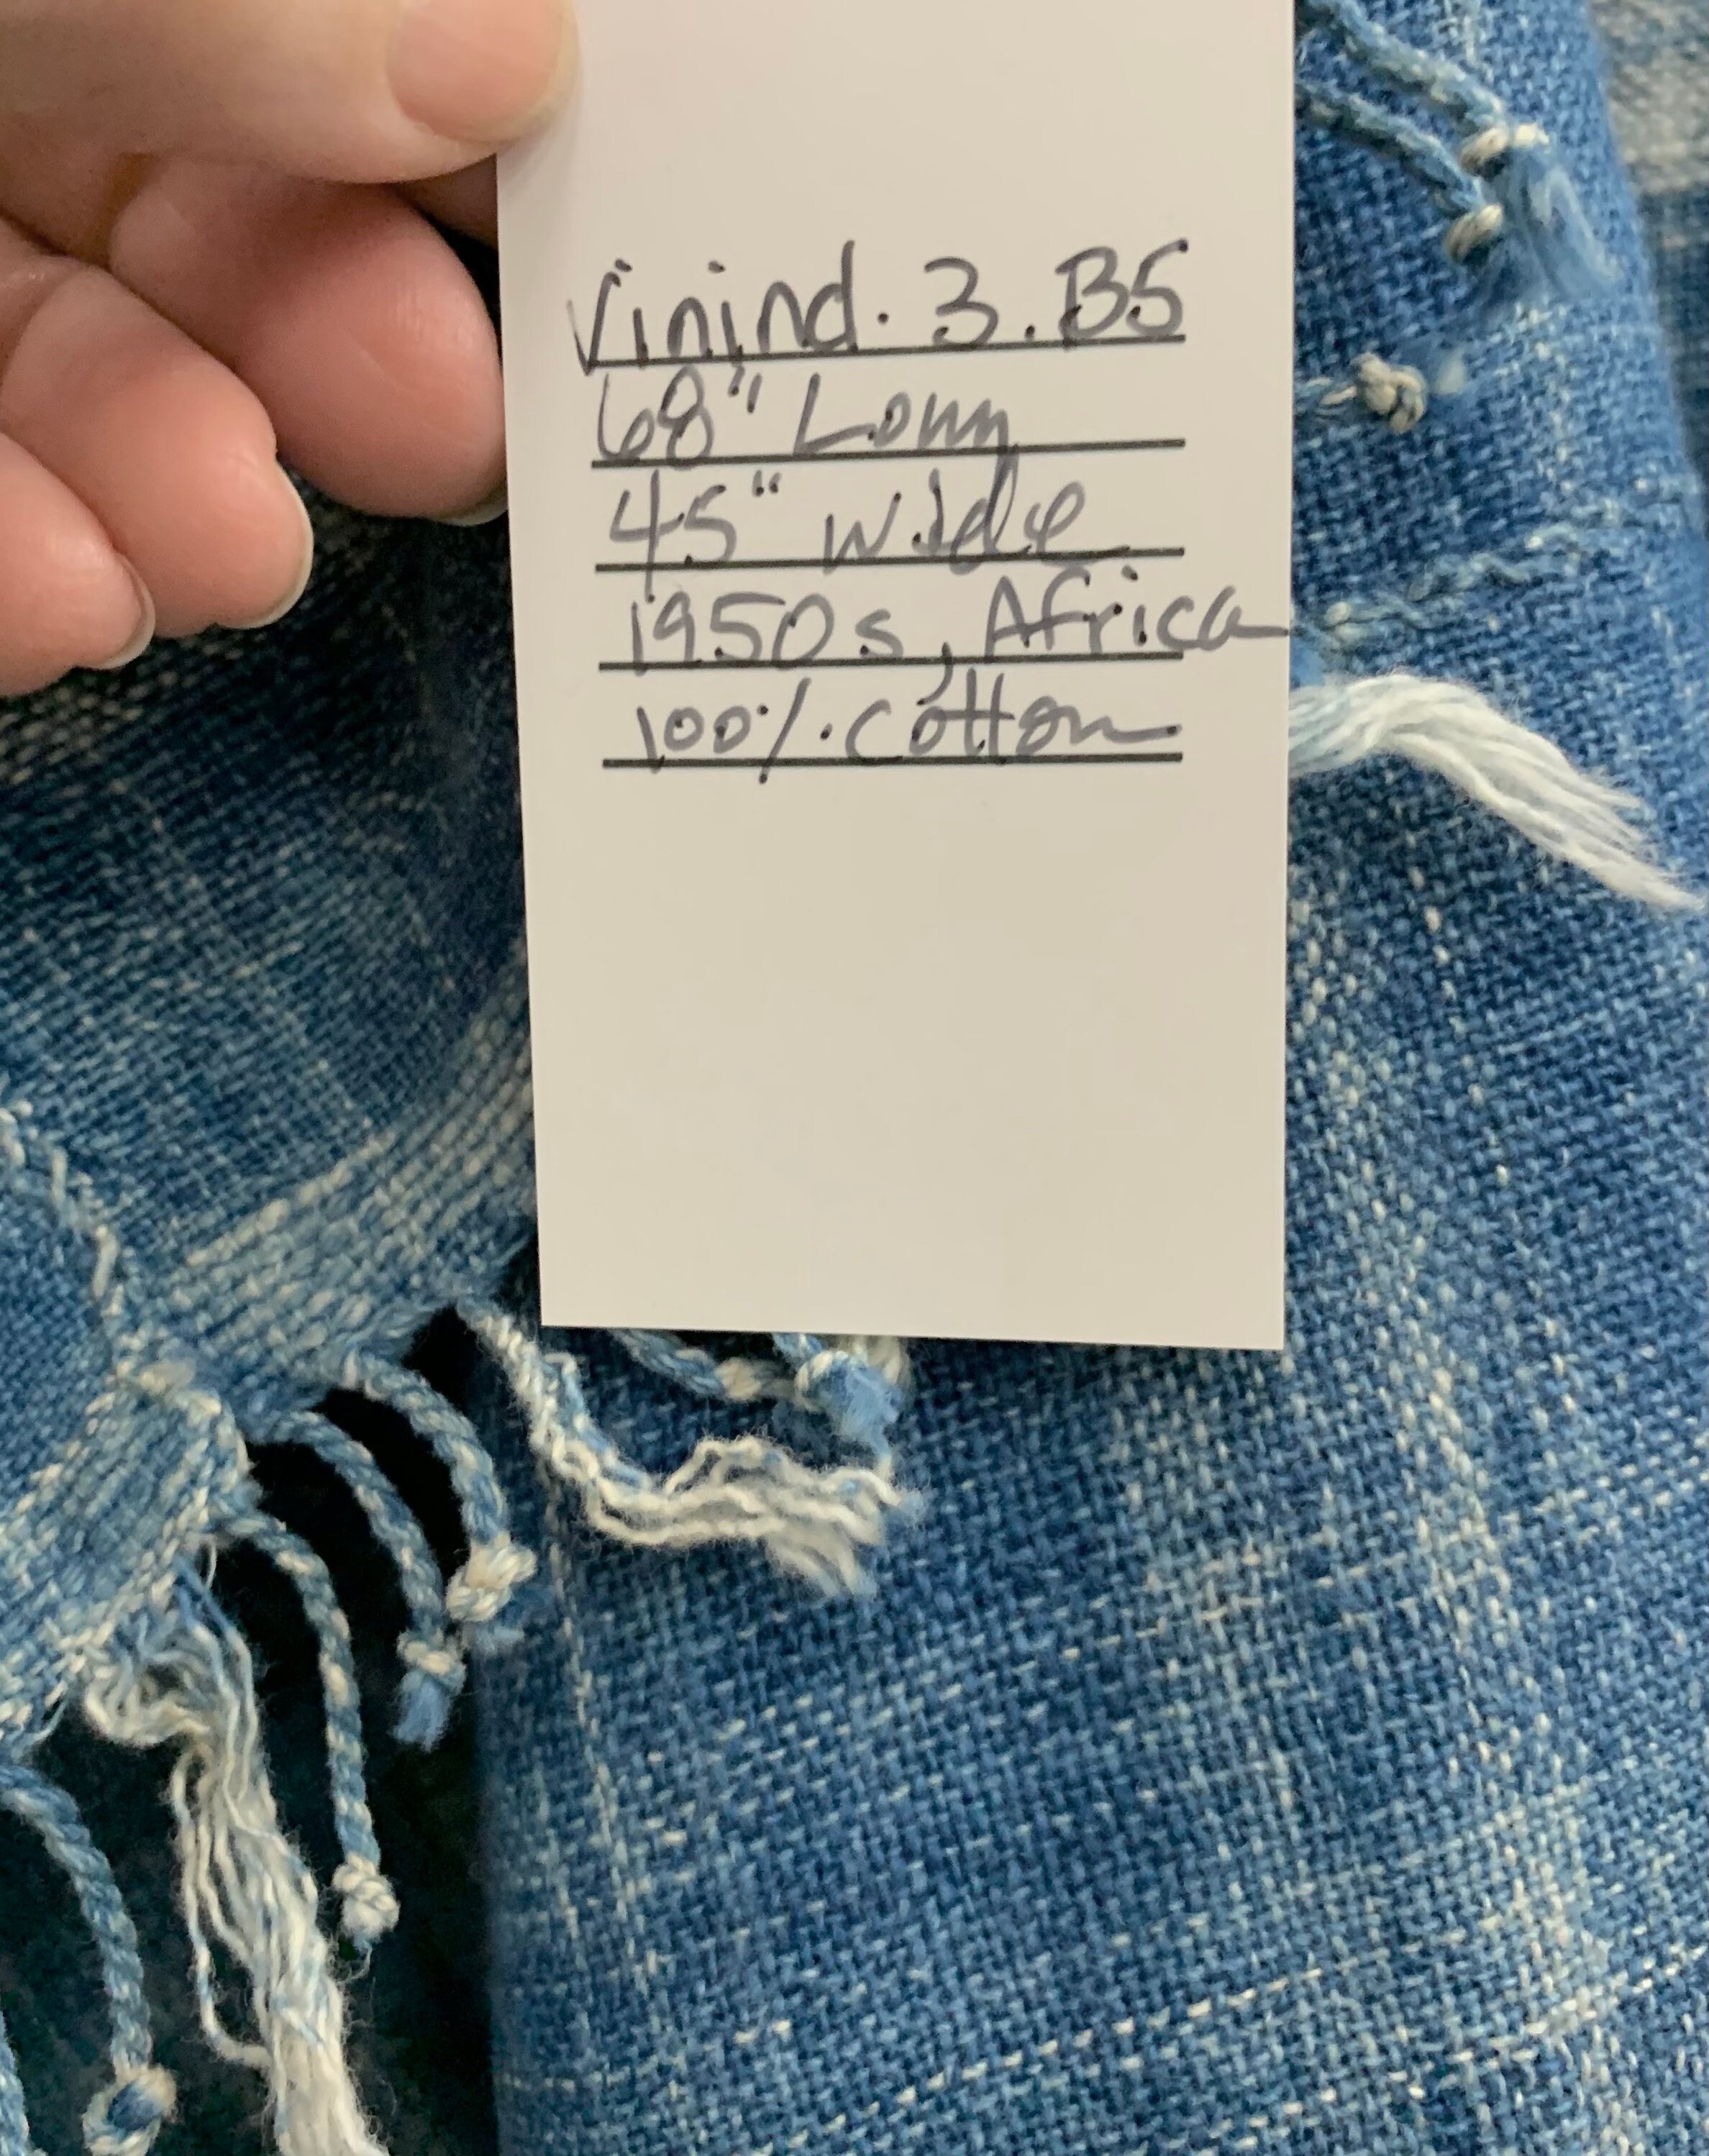 Vinind. 3. B5
68" Long
45" wide
1950s, Africa
100% cotton